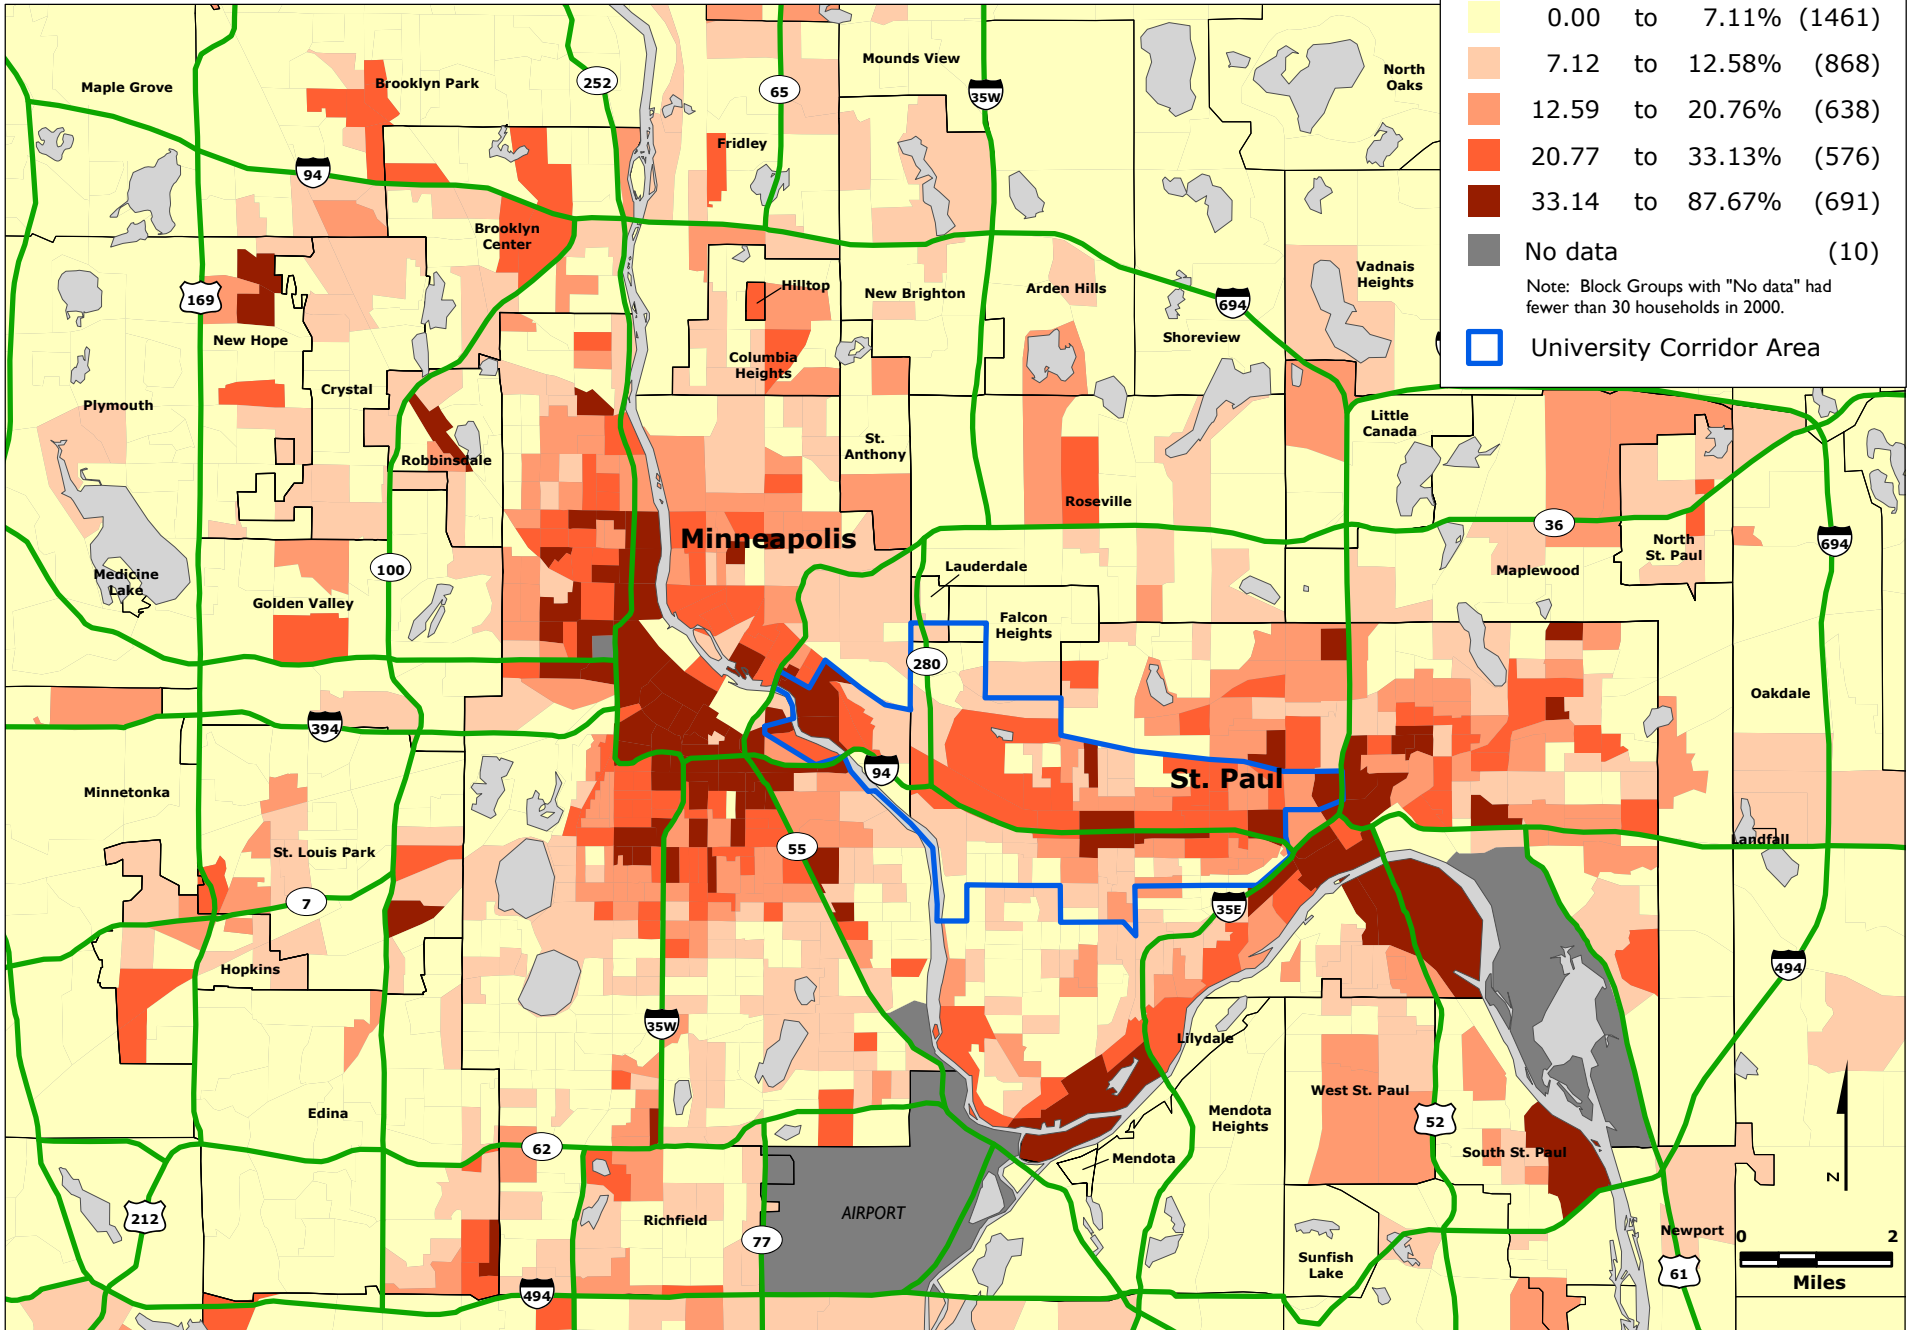 0.00 to 7.11% (1461)
7.12 to 12.58% (868)
12.59 to 20.76% (638)
20.77 to 33.13% (576)
33.14 to 87.67% (691)
No data (10)
Note: Block Groups with "No data" had
fewer than 30 households in 2000.
University Corridor Area
Maple Grove
Brooklyn Park
252
65
Mounds View
35W
North
Oaks
94
Fridley
Brooklyn
Center
169
Hilltop
New Brighton
Arden Hills
694
Vadnais
Heights
New Hope
Columbia
Heights
Shoreview
Crystal
Plymouth
Robbinsdale
St.
Anthony
Little
Canada
Roseville
36
Minneapolis
North
St. Paul
694
Medicine
Lake
100
Lauderdale
Maplewood
Golden Valley
Falcon
Heights
280
Oakdale
394
94
St. Paul
Minnetonka
St. Louis Park
55
Landfall
7
35E
Hopkins
494
35W
Lilydale
West St. Paul
Edina
Mendota
Heights
52
62
Mendota
South St. Paul
N
212
Richfield
AIRPORT
77
Newport
Sunfish
Lake
61
0 2
Miles
494